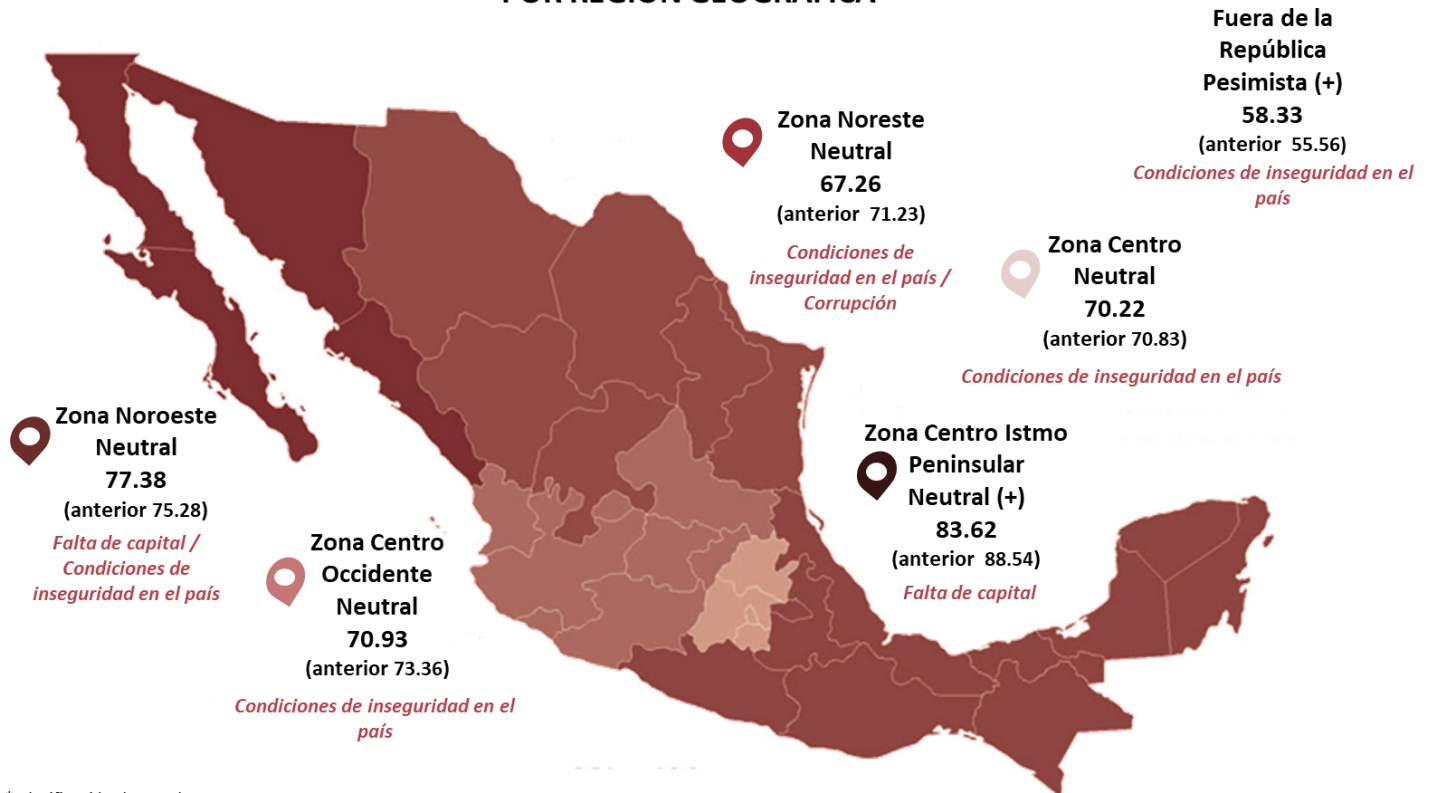 POR REGIÓN GEOGRÁFICA
Fuera de la
República
Pesimista (+)
58.33
(anterior 55.56)
Condiciones de inseguridad en el
país
Zona Noreste
Neutral
67.26
(anterior 71.23)
Condiciones de
inseguridad en el país /
Corrupción
Zona Centro
Neutral
70.22
(anterior 70.83)
Condiciones de inseguridad en el país
Zona Noroeste
Neutral
77.38
(anterior 75.28)
Falta de capital /
Condiciones de
inseguridad en el país
Zona Centro
Occidente
Neutral
70.93
(anterior 73.36)
Condiciones de inseguridad en el
país
Zona Centro Istmo
Peninsular
Neutral (+)
83.62
(anterior 88.54)
Falta de capital